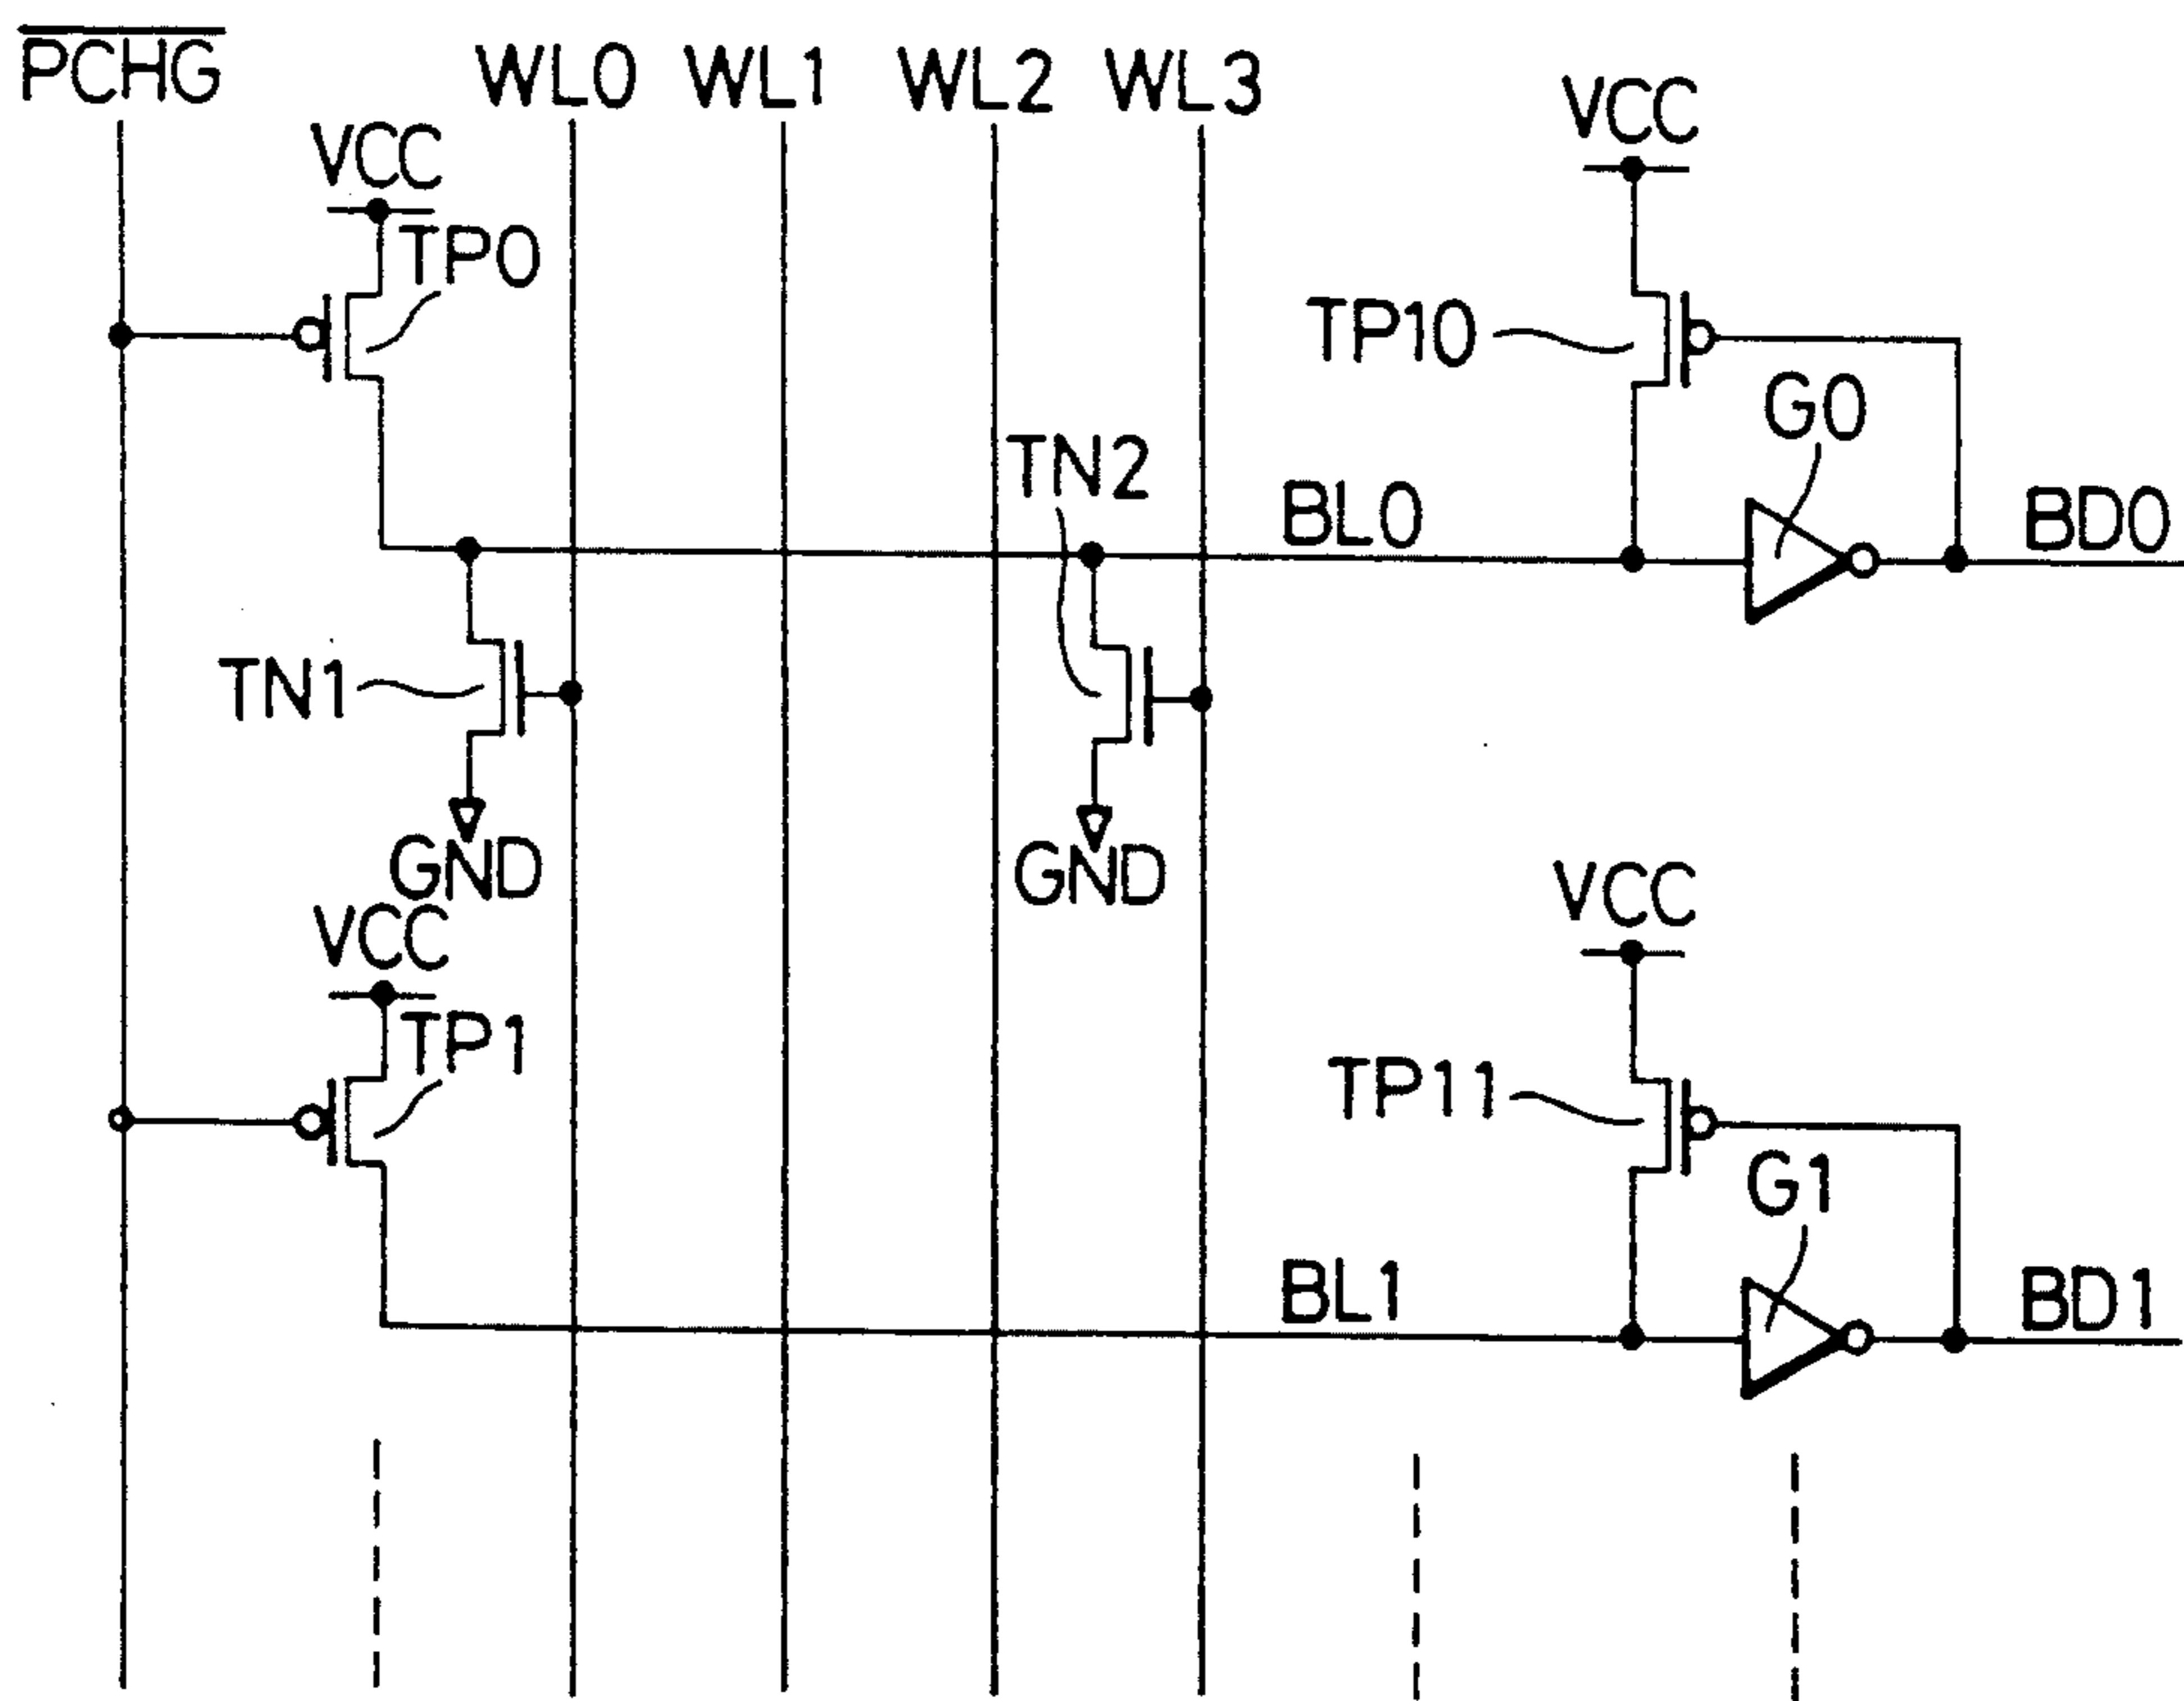 PCHG
WL0 WL1 WL2 WL3
VCC
VCC
TP0
TP10
G0
TN2
BL0
BD0
TN1
GND
GND
VCC
VCC
TP1
TP11
G1
BL1
BD1